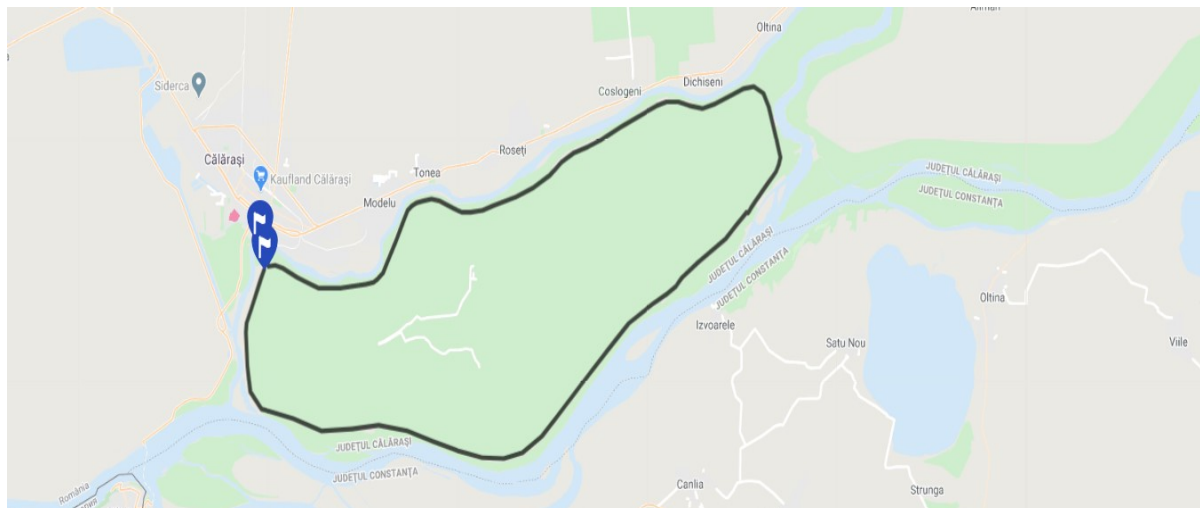 Oltina
Dichiseni
Siderca
Coslogeni
Roseți
Călărași
Tonea
Kaufland Călărași
Modelu
JUDEȚUL CĂLĂRAȘI
JUDEȚUL CONSTANȚA
JUDEȚUL CĂLĂRAȘI
JUDEȚUL CONSTANȚA
Oltina
Izvoarele
Satu Nou
Viile
JUDEȚUL CĂLĂRAȘI
JUDEȚUL CONSTANȚA
România
Canlia
Strunga